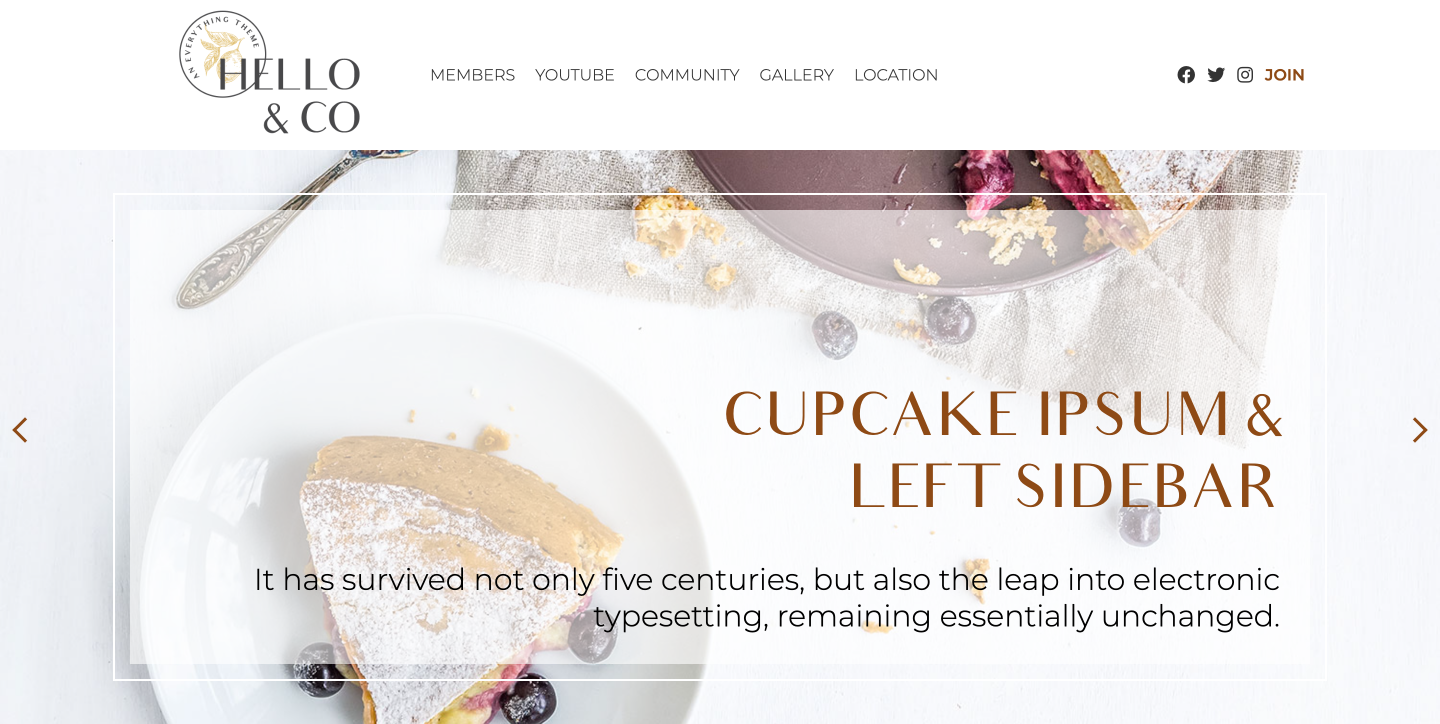 AN EVERYTHING THEME
HELLO
& CO
MEMBERS YOUTUBE COMMUNITY GALLERY LOCATION
JOIN
CUPCAKE IPSUM &
LEFT SIDEBAR
It has survived not only five centuries, but also the leap into electronic
typesetting, remaining essentially unchanged.